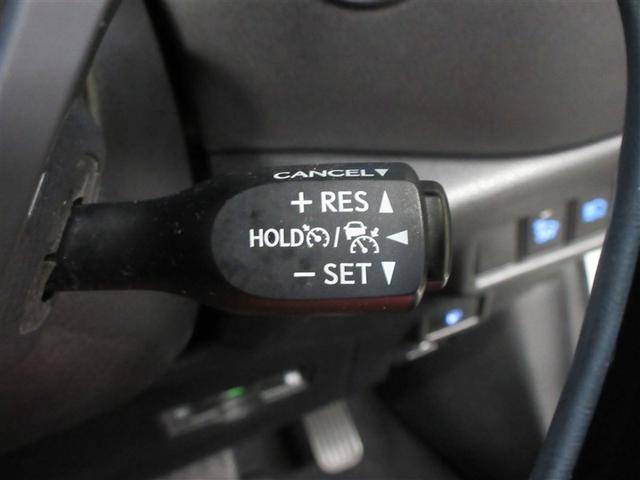 CANCEL▼
+ RES ▲
HOLD / ◀
− SET ▼